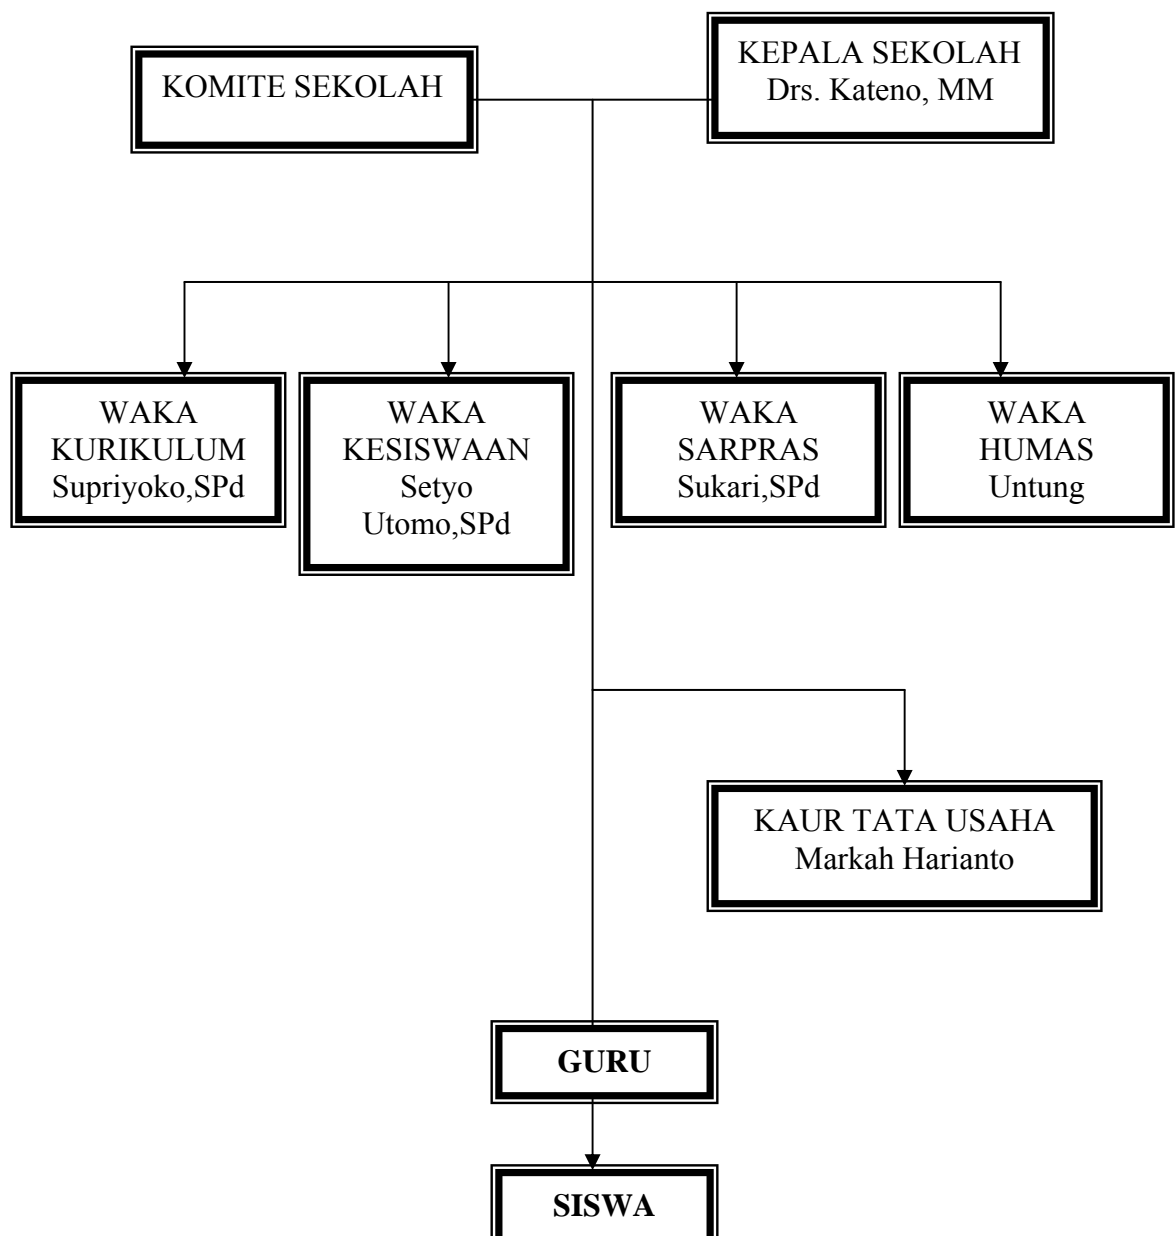 KOMITE SEKOLAH
KEPALA SEKOLAH
Drs. Kateno, MM
WAKA
KURIKULUM
Supriyoko,SPd
WAKA
KESISWAAN
Setyo
Utomo,SPd
WAKA
SARPRAS
Sukari,SPd
WAKA
HUMAS
Untung
KAUR TATA USAHA
Markah Harianto
GURU
SISWA